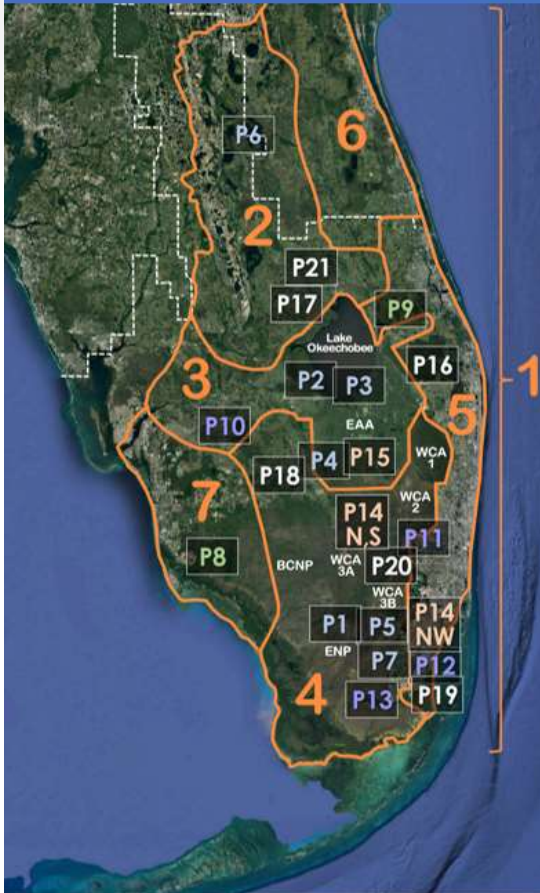 6
P6
2
P21
P17
P9
Lake
Okeechobee
P16
1
3
P2
P3
5
P10
EAA
WCA
1
P4
P15
P18
7
WCA
2
P14
N,S
P11
P8
BCNP
WCA
3A
P20
WCA
3B
P14
NW
P1
P5
ENP
P7
P12
4
P13
P19